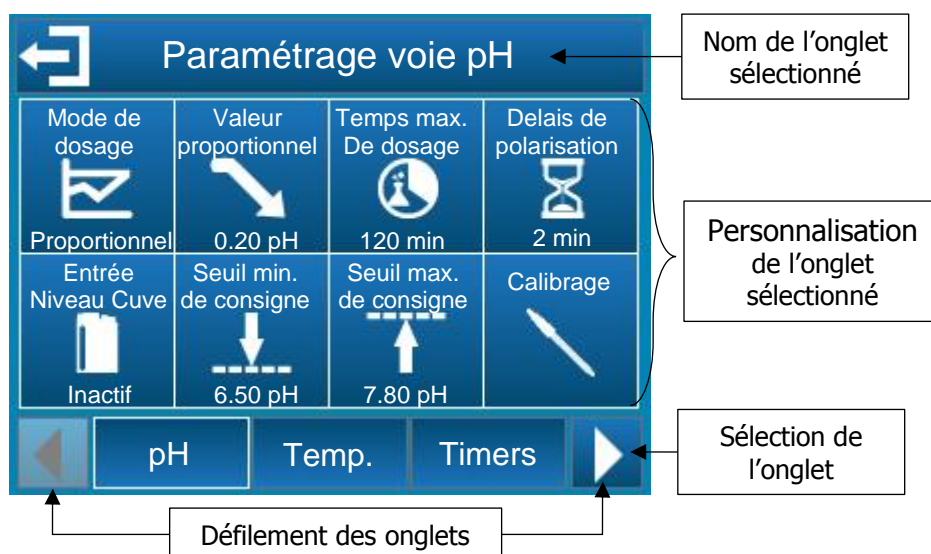 Paramétrage voie pH
Nom de l'onglet
sélectionné
Mode de
dosage
Proportionnel
Valeur
proportionnel
0.20 pH
Temps max.
De dosage
120 min
Delais de
polarisation
2 min
Entrée
Niveau Cuve
Inactif
Seuil min.
de consigne
6.50 pH
Seuil max.
de consigne
7.80 pH
Calibrage
Personnalisation
de l'onglet
sélectionné
pH
Temp.
Timers
Sélection de
l'onglet
Défilement des onglets